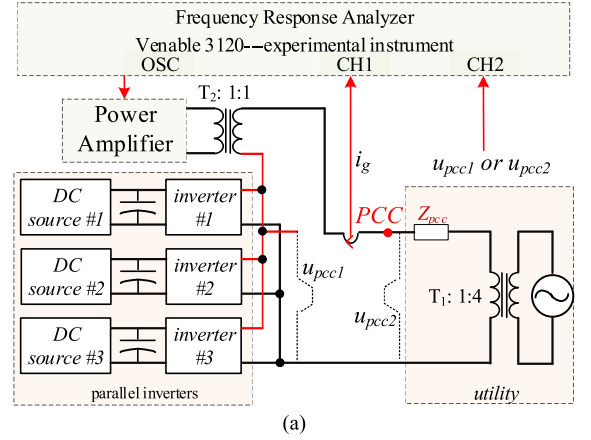 Frequency Response Analyzer
Venable 3120---experimental instrument
OSC CH1 CH2
T2: 1:1
Power
Amplifier
ig
upcc1 or upcc2
DC
source #1
inverter
#1
PCC
Zpcc
DC
source #2
inverter
#2
upcc1
T1: 1:4
upcc2
DC
source #3
inverter
#3
parallel inverters
utility
(a)